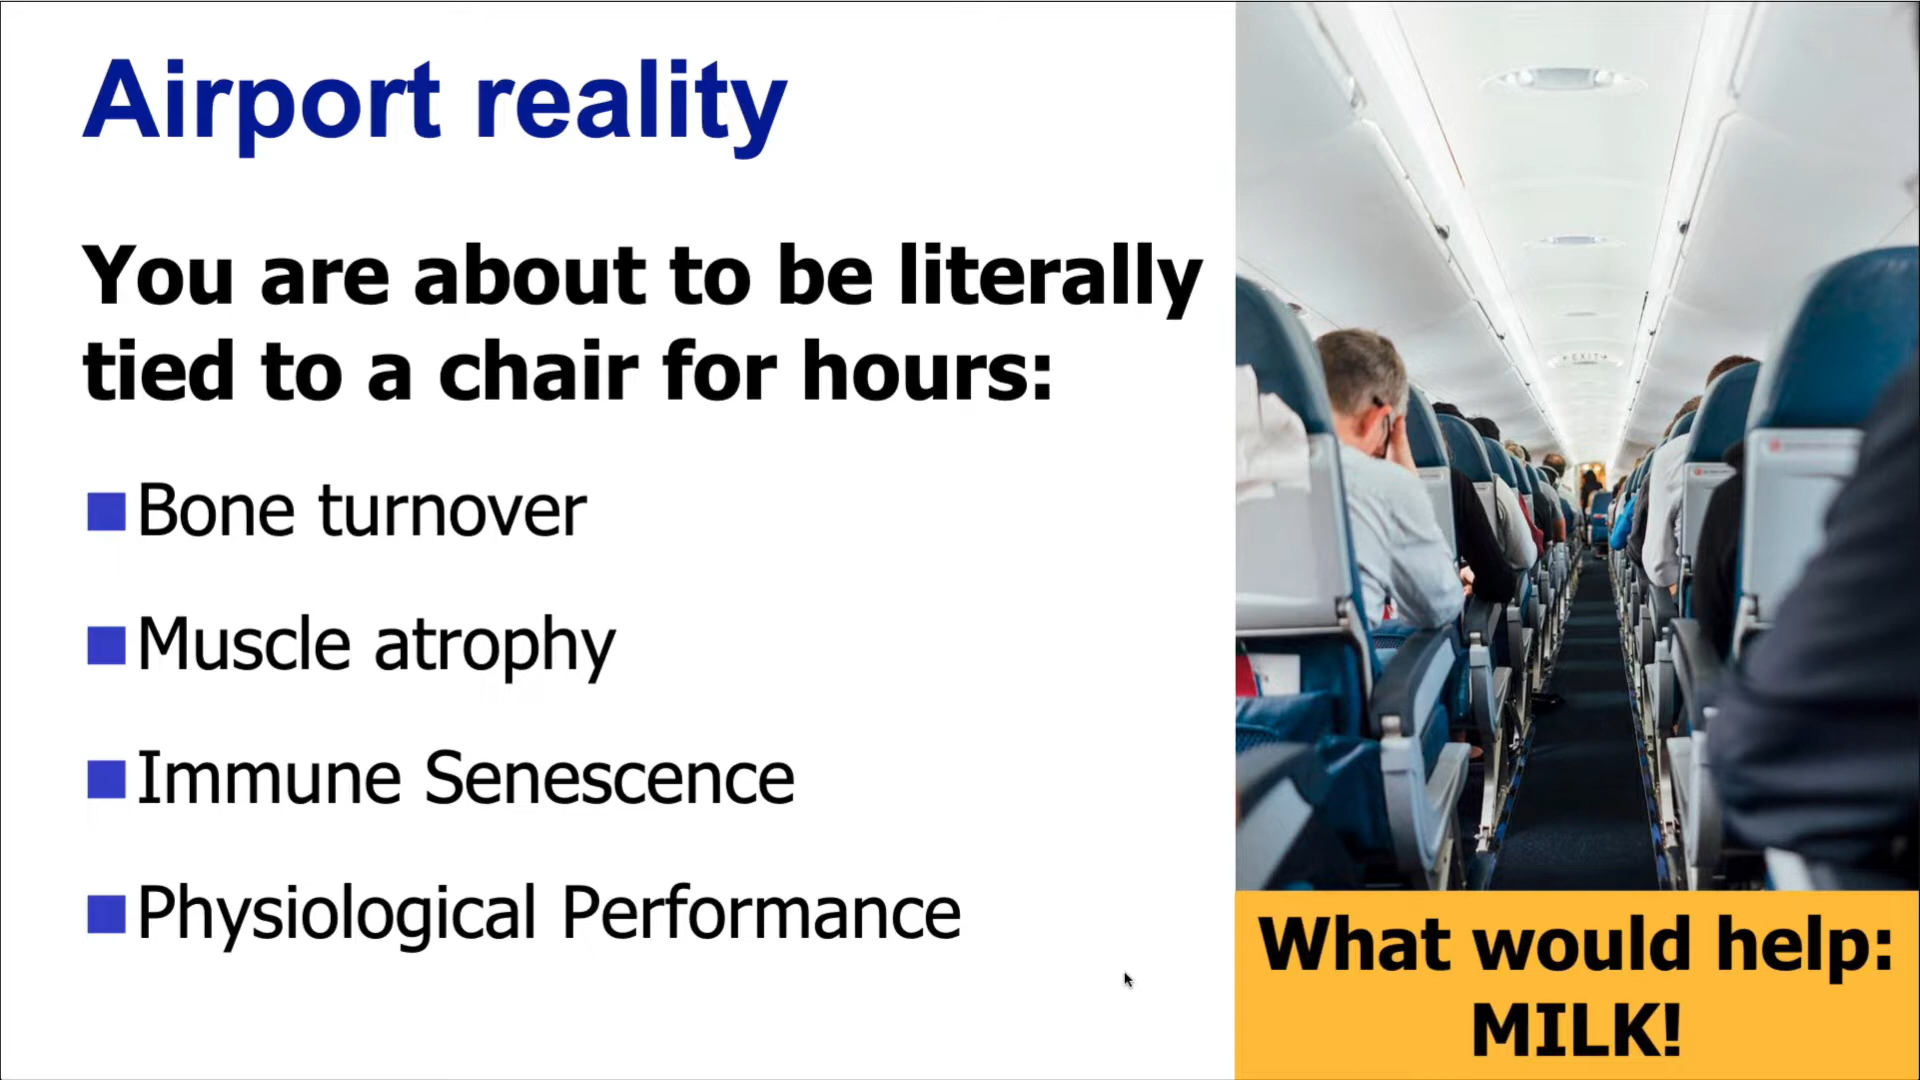 Airport reality
You are about to be literally
tied to a chair for hours:
Bone turnover
Muscle atrophy
Immune Senescence
Physiological Performance
EXIT
What would help:
MILK!